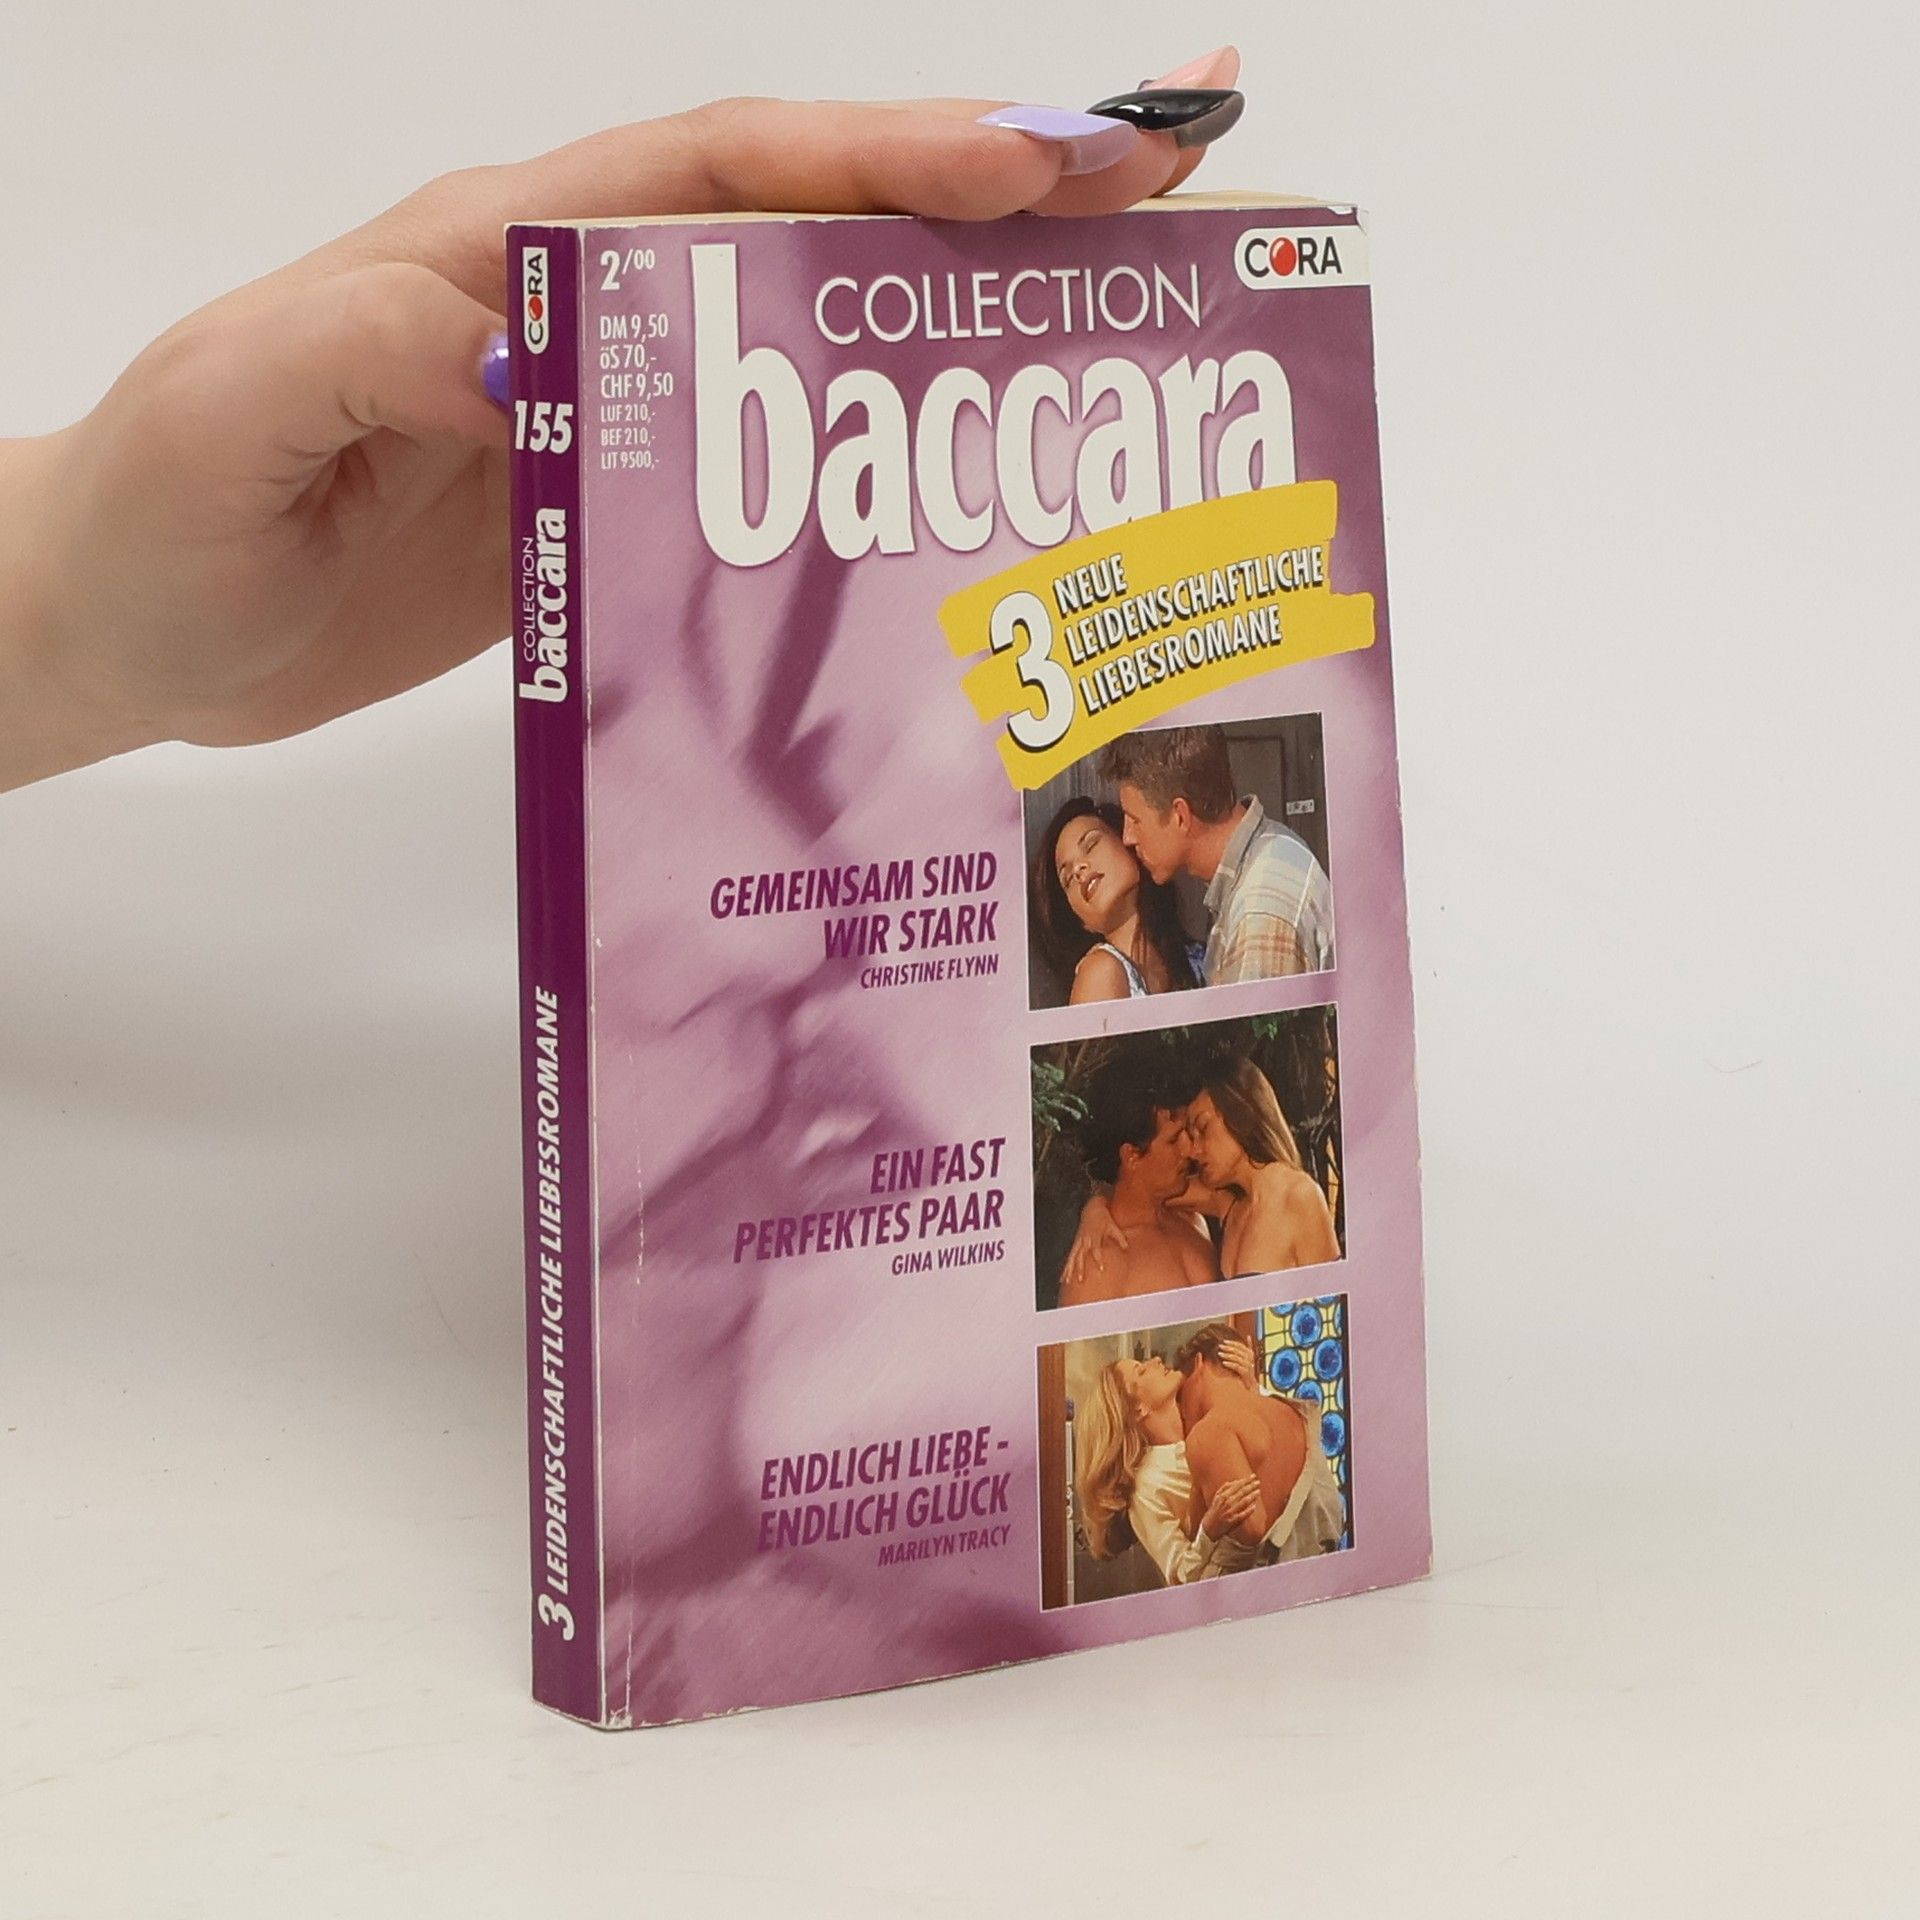 CORA
155
COLLECTION
baccara
3 LEIDENSCHAFTLICHE LIEBESROMANE
2/00
DM 9,50
öS 70,-
CHF 9,50
LUF 210,-
BEF 210,-
LIT 9500,-
CORA
COLLECTION
baccara
3 NEUE
LEIDENSCHAFTLICHE
LIEBESROMANE
GEMEINSAM SIND
WIR STARK
CHRISTINE FLYNN
EIN FAST
PERFEKTES PAAR
GINA WILKINS
ENDLICH LIEBE -
ENDLICH GLÜCK
MARILYN TRACY